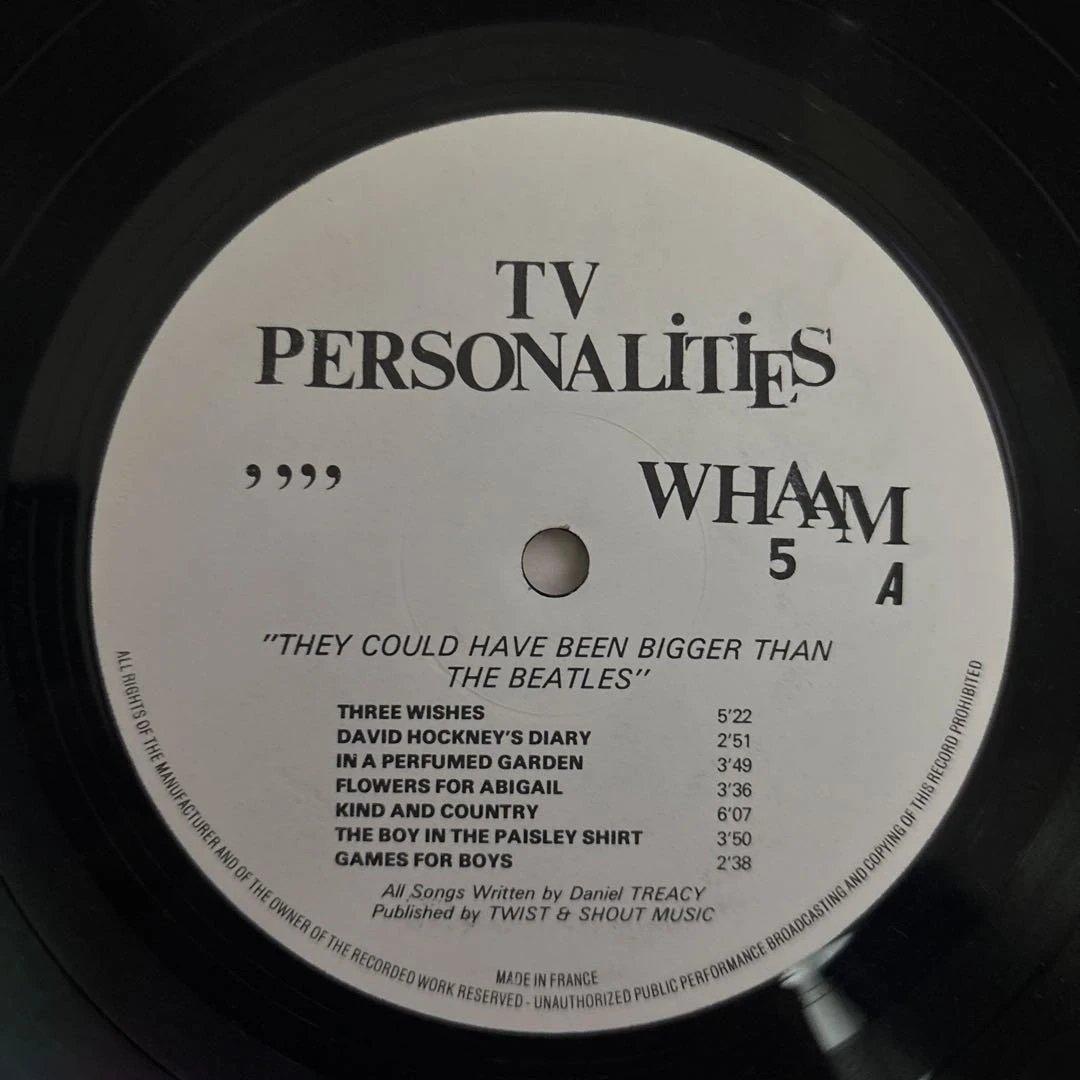 TV
PERSONALiTiES
,,,,
WHAAM
5
A
"THEY COULD HAVE BEEN BIGGER THAN
THE BEATLES"
THREE WISHES 5'22
DAVID HOCKNEY'S DIARY 2'51
IN A PERFUMED GARDEN 3'49
FLOWERS FOR ABIGAIL 3'36
KIND AND COUNTRY 6'07
THE BOY IN THE PAISLEY SHIRT 3'50
GAMES FOR BOYS 2'38
All Songs Written by Daniel TREACY
Published by TWIST & SHOUT MUSIC
MADE IN FRANCE
ALL RIGHTS OF THE MANUFACTURER AND OF THE OWNER OF THE RECORDED WORK RESERVED - UNAUTHORIZED PUBLIC PERFORMANCE BROADCASTING AND COPYING OF THIS RECORD PROHIBITED